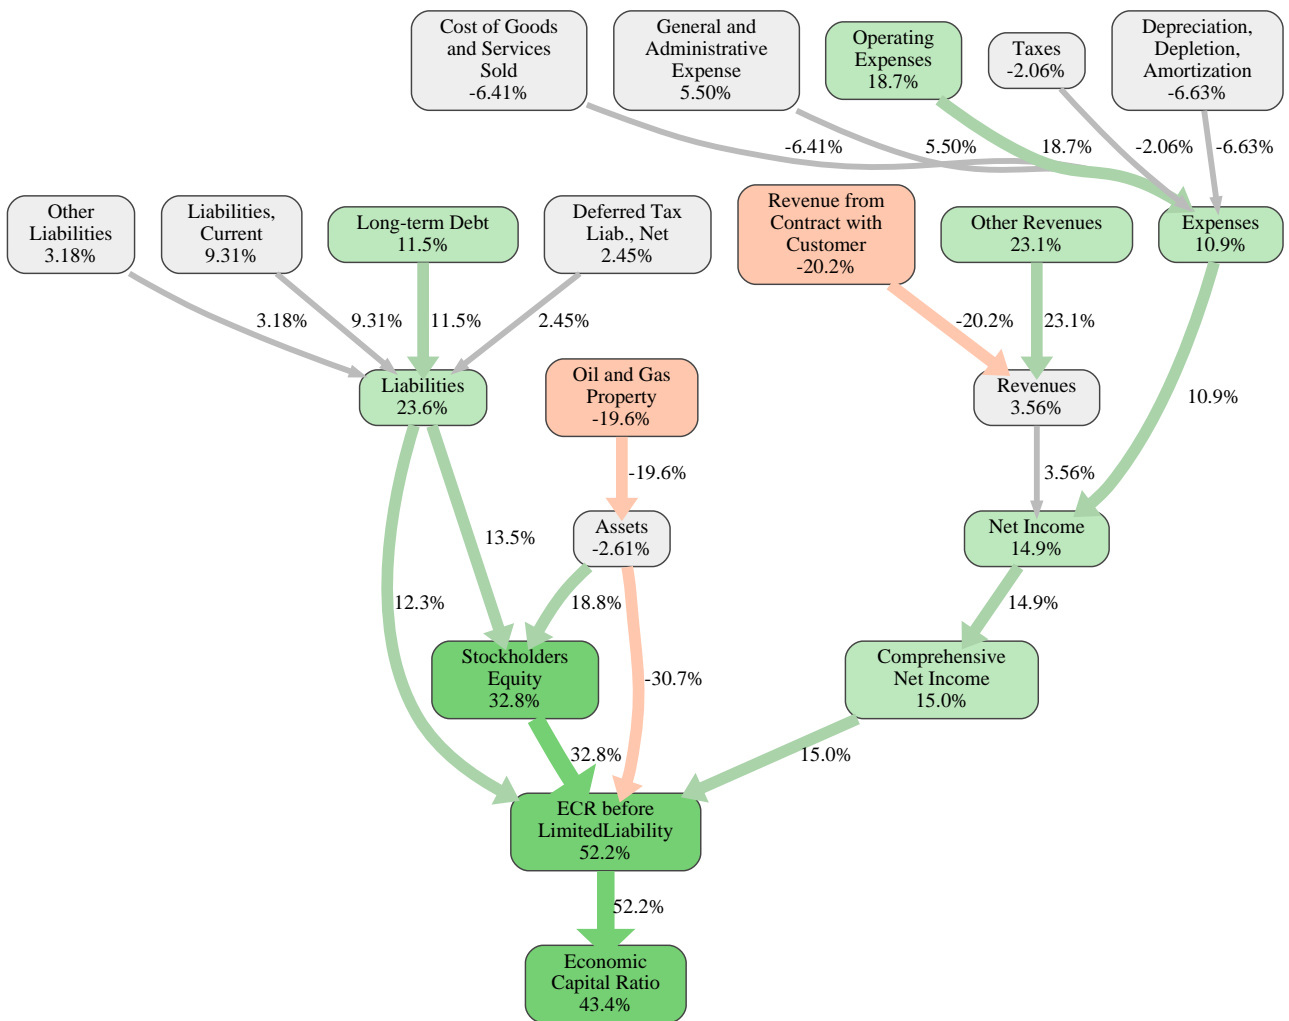 Cost of Goods
and Services
Sold
-6.41%
General and
Administrative
Expense
5.50%
Operating
Expenses
18.7%
Taxes
-2.06%
Depreciation,
Depletion,
Amortization
-6.63%
-6.41%
5.50%
18.7%
-2.06%
-6.63%
Other
Liabilities
3.18%
Liabilities,
Current
9.31%
Long-term Debt
11.5%
Deferred Tax
Liab., Net
2.45%
Revenue from
Contract with
Customer
-20.2%
Other Revenues
23.1%
Expenses
10.9%
3.18%
9.31%
11.5%
2.45%
-20.2%
23.1%
Liabilities
23.6%
Oil and Gas
Property
-19.6%
Revenues
3.56%
10.9%
-19.6%
3.56%
13.5%
Assets
-2.61%
Net Income
14.9%
12.3%
18.8%
14.9%
Stockholders
Equity
32.8%
-30.7%
Comprehensive
Net Income
15.0%
32.8%
15.0%
ECR before
LimitedLiability
52.2%
52.2%
Economic
Capital Ratio
43.4%